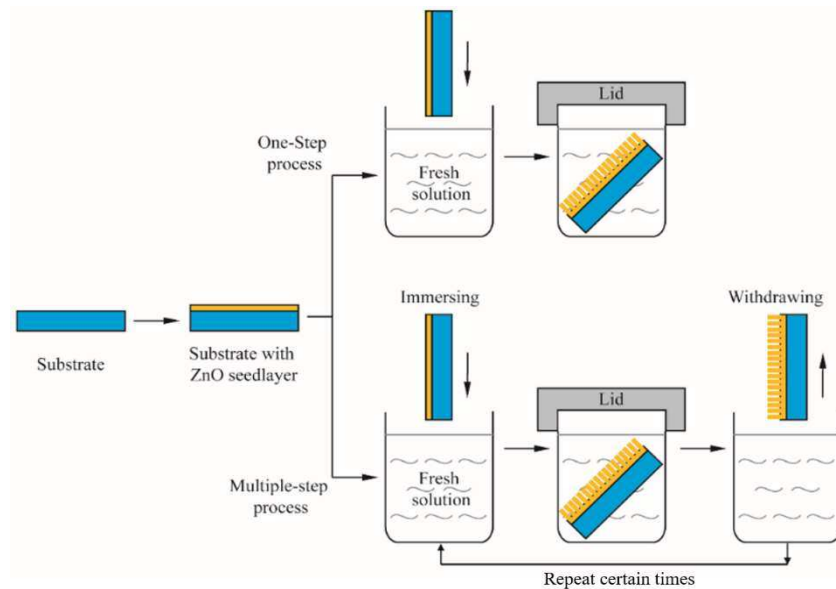 Lid
One-Step
process
Fresh
solution
Immersing
Withdrawing
Substrate
Substrate with
ZnO seedlayer
Lid
Multiple-step
process
Fresh
solution
Repeat certain times